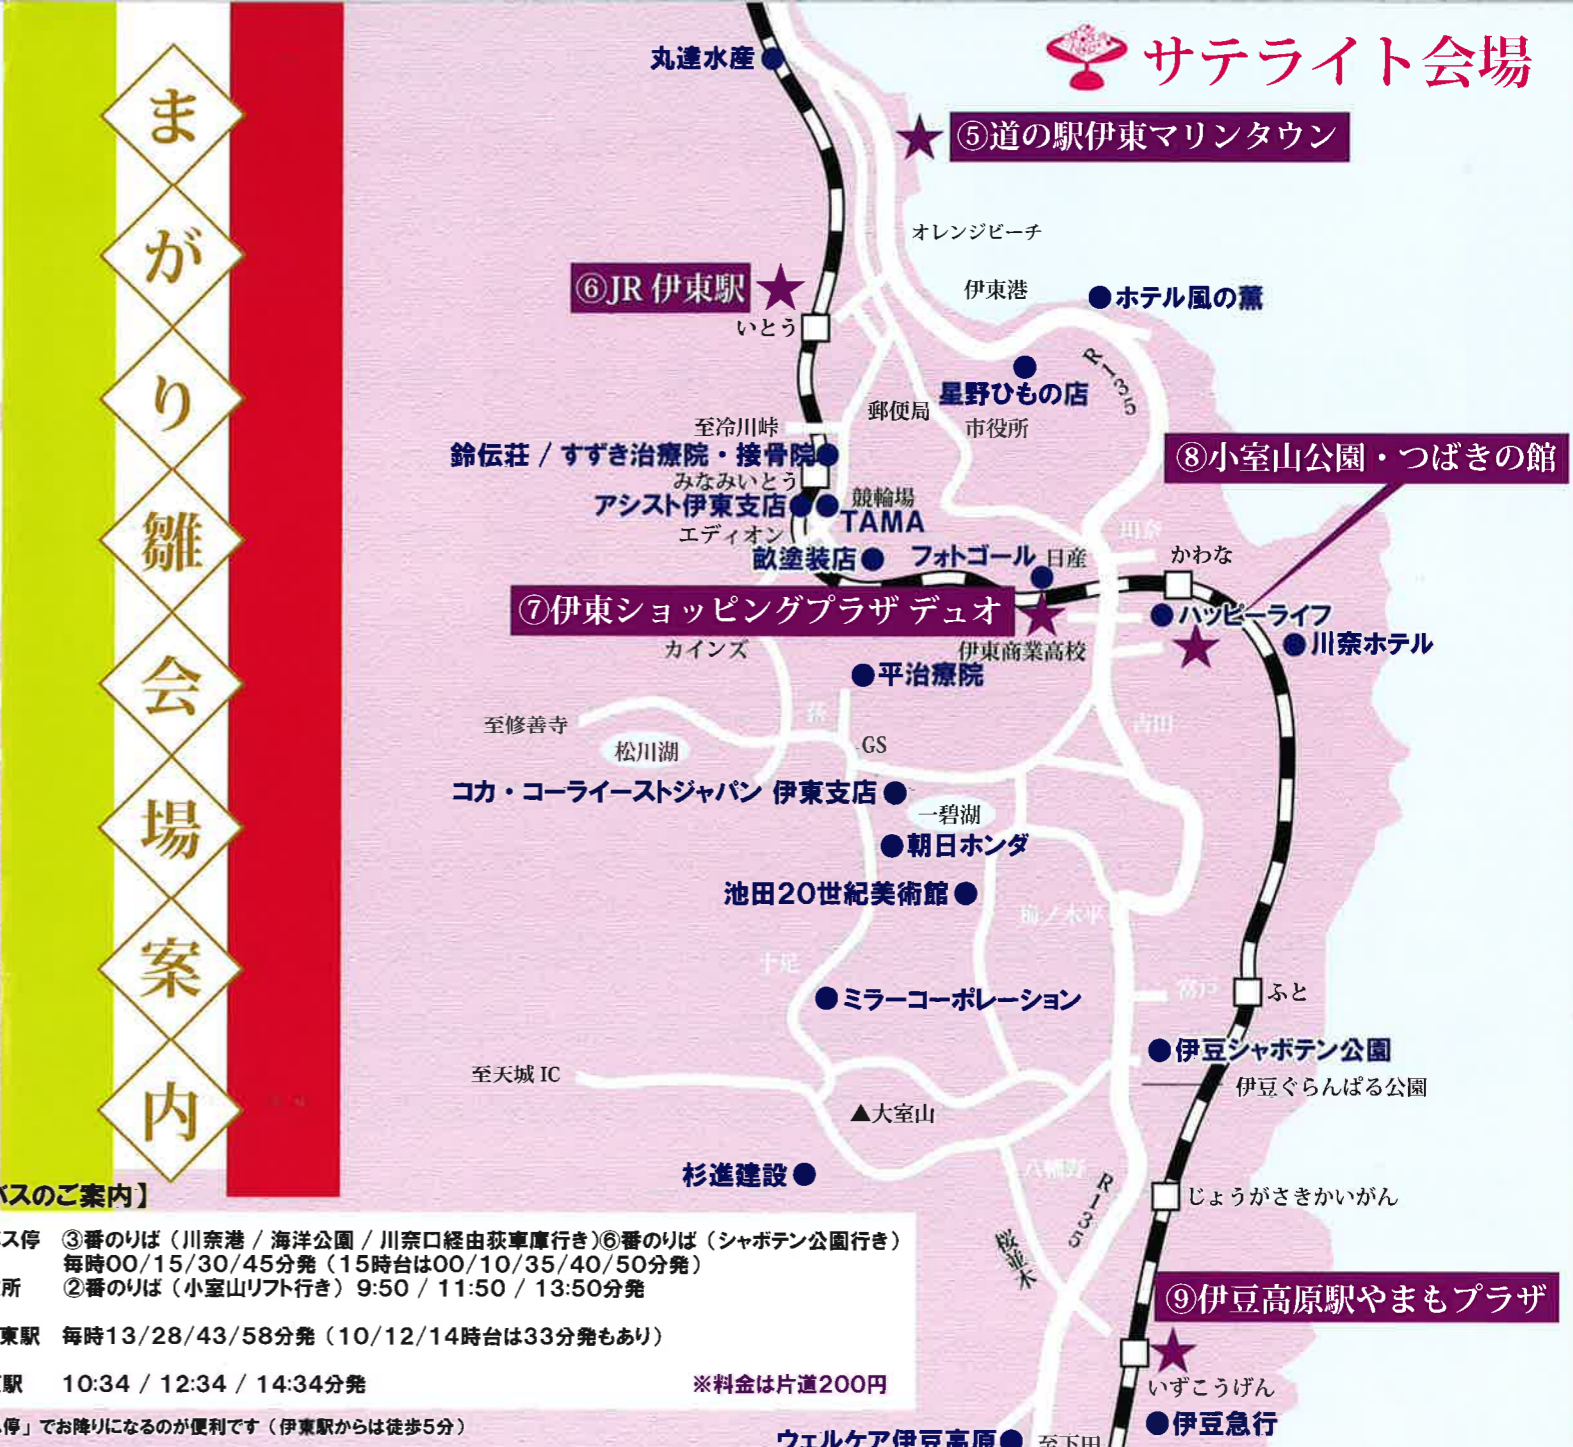 まがり雛会場案内
サテライト会場
丸達水産
⑤道の駅伊東マリンタウン
オレンジビーチ
⑥JR 伊東駅
伊東港
ホテル風の薫
いとう
R135
星野ひもの店
郵便局
至冷川峠
市役所
鈴伝荘 / すずき治療院・接骨院
⑧小室山公園・つばきの館
みなみいとう
アシスト伊東支店
競輪場
TAMA
エディオン
川奈
畝塗装店
フォトゴール
日産
かわな
⑦伊東ショッピングプラザ デュオ
ハッピーライフ
カインズ
伊東商業高校
川奈ホテル
平治療院
荻
吉田
至修善寺
松川湖
GS
コカ・コーライーストジャパン 伊東支店
一碧湖
朝日ホンダ
池田20世紀美術館
十足
富戸
ふと
ミラーコーポレーション
伊豆シャボテン公園
至天城 IC
伊豆ぐらんぱる公園
▲大室山
杉進建設
八幡野
R135
じょうがさきかいがん
桜並木
⑨伊豆高原駅やまもプラザ
いずこうげん
伊豆急行
ウェルケア伊豆高原
至下田
バスのご案内】
ス停 ③番のりば（川奈港 / 海洋公園 / 川奈口経由荻車庫行き）⑥番のりば（シャボテン公園行き）
毎時00/15/30/45分発（15時台は00/10/35/40/50分発）
所 ②番のりば（小室山リフト行き）9:50 / 11:50 / 13:50分発
東駅 毎時13/28/43/58分発（10/12/14時台は33分発もあり）
駅 10:34 / 12:34 / 14:34分発
※料金は片道200円
停」でお降りになるのが便利です（伊東駅からは徒歩5分）